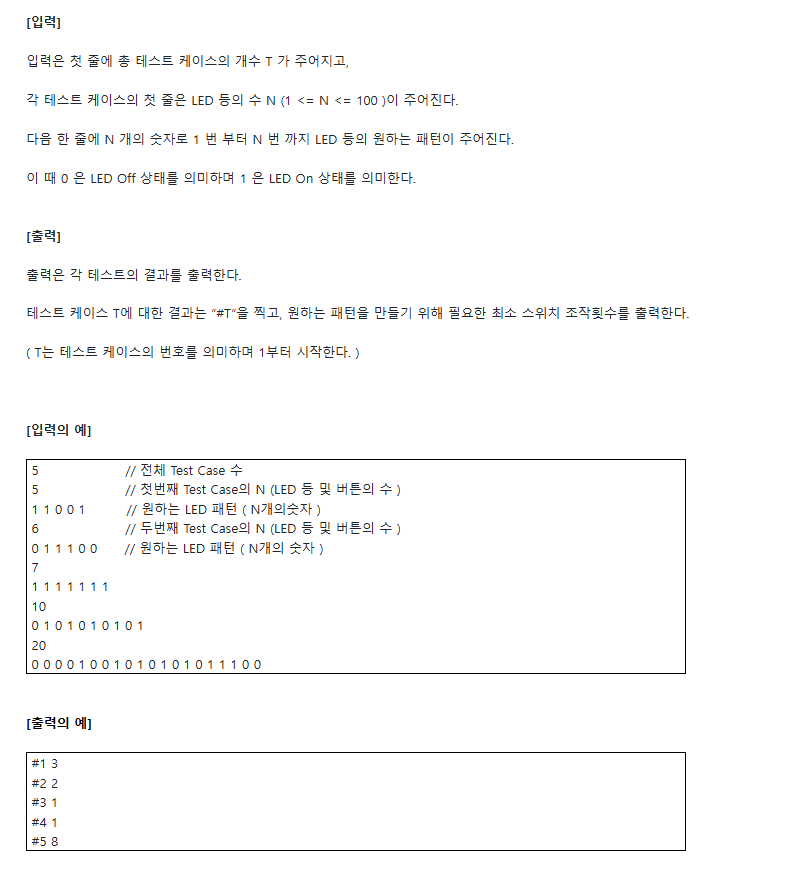 [입력]
입력은 첫 줄에 총 테스트 케이스의 개수 T 가 주어지고,
각 테스트 케이스의 첫 줄은 LED 등의 수 N (1 <= N <= 100 )이 주어진다.
다음 한 줄에 N 개의 숫자로 1 번 부터 N 번 까지 LED 등의 원하는 패턴이 주어진다.
이 때 0 은 LED Off 상태를 의미하며 1 은 LED On 상태를 의미한다.
[출력]
출력은 각 테스트의 결과를 출력한다.
테스트 케이스 T에 대한 결과는 “#T”을 찍고, 원하는 패턴을 만들기 위해 필요한 최소 스위치 조작횟수를 출력한다.
( T는 테스트 케이스의 번호를 의미하며 1부터 시작한다. )
[입력의 예]
5 // 전체 Test Case 수
5 // 첫번째 Test Case의 N (LED 등 및 버튼의 수 )
1 1 0 0 1 // 원하는 LED 패턴 ( N개의숫자 )
6 // 두번째 Test Case의 N (LED 등 및 버튼의 수 )
0 1 1 1 0 0 // 원하는 LED 패턴 ( N개의 숫자 )
7
1 1 1 1 1 1 1
10
0 1 0 1 0 1 0 1 0 1
20
0 0 0 0 1 0 0 1 0 1 0 1 0 1 0 1 1 1 0 0
[출력의 예]
#1 3
#2 2
#3 1
#4 1
#5 8